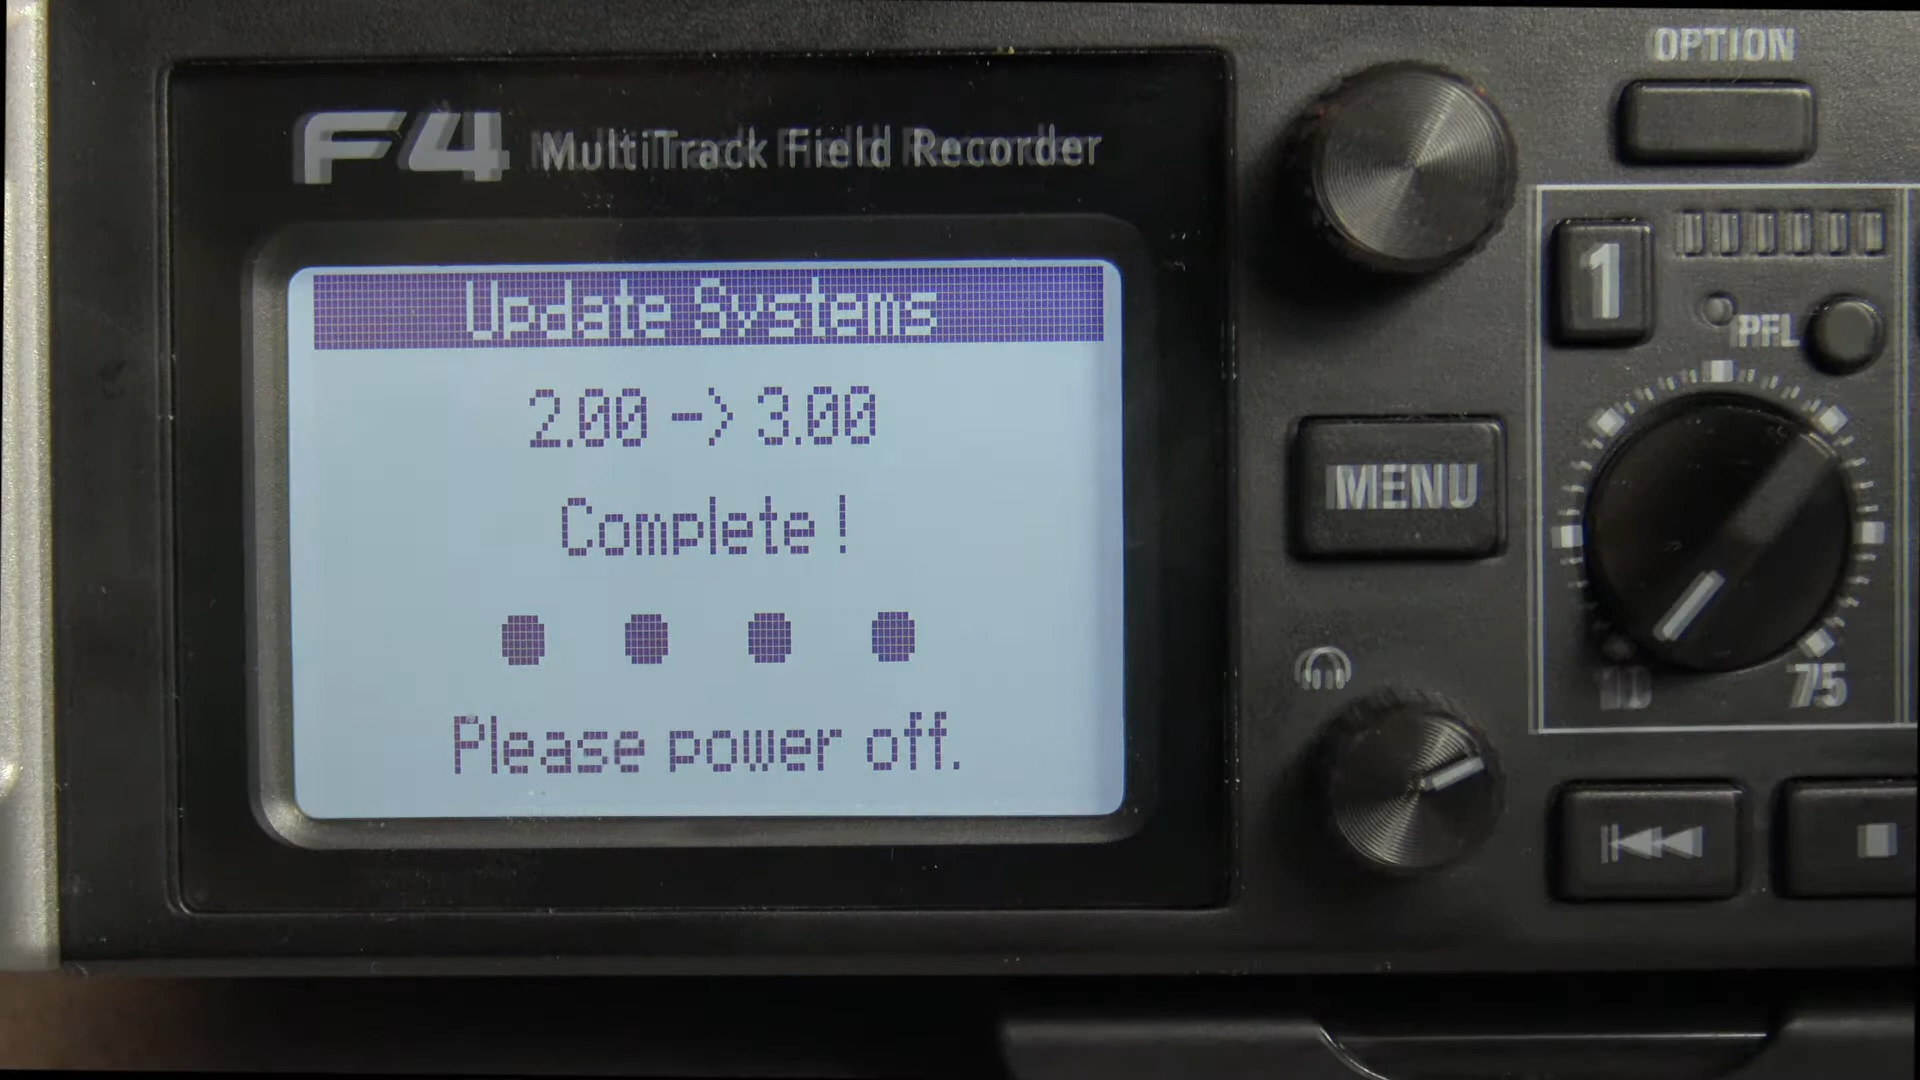 OPTION
F4 MultiTrack Field Recorder
Update Systems
2.00 -> 3.00
Complete !
Please power off.
1
PFL
MENU
10
75